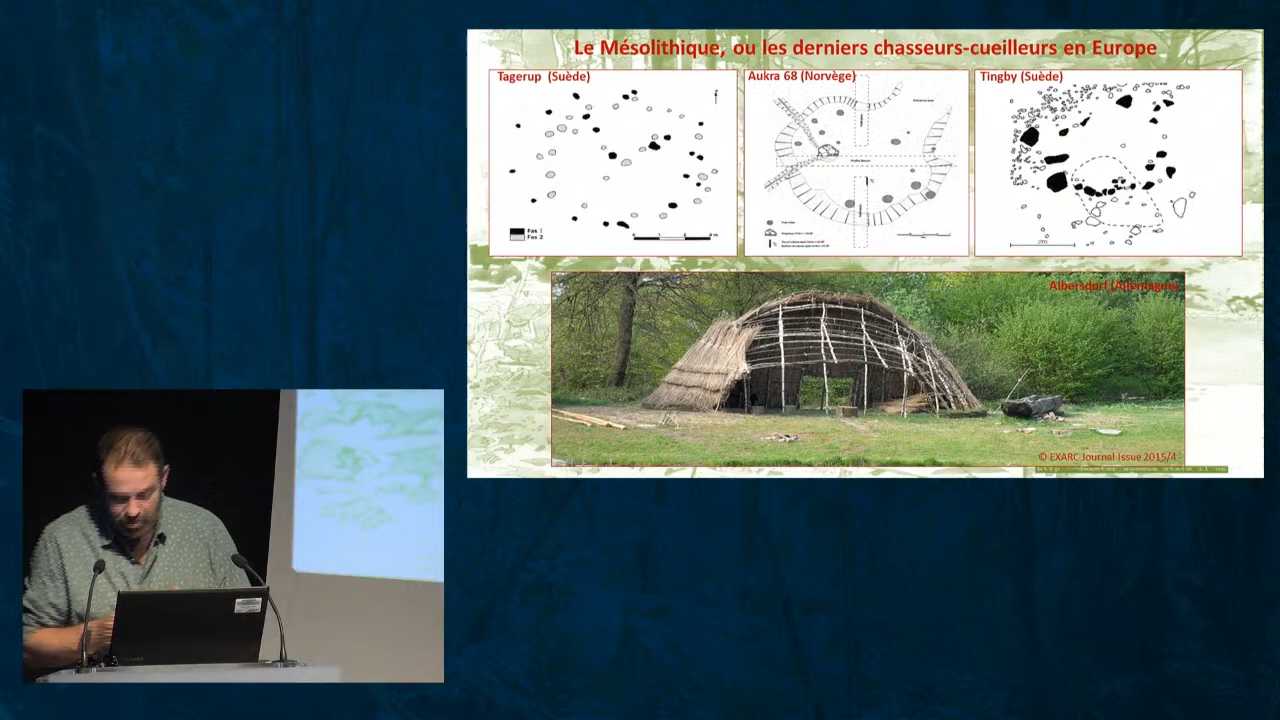 Le Mésolithique, ou les derniers chasseurs-cueilleurs en Europe
Tagerup (Suède)
Aukra 68 (Norvège)
Tingby (Suède)
Fas 1
Fas 2
2m
Albersdorf (Allemagne)
© EXARC Journal Issue 2015/4